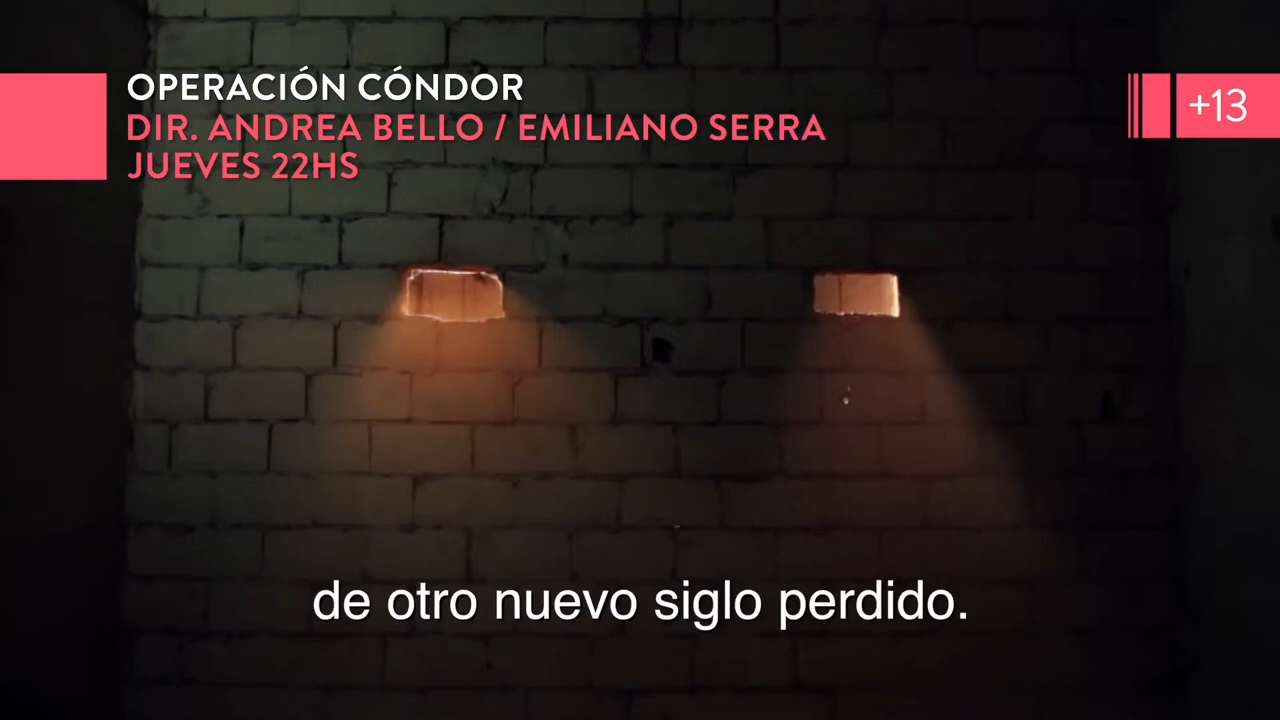 OPERACIÓN CÓNDOR
DIR. ANDREA BELLO / EMILIANO SERRA
JUEVES 22HS
+13
de otro nuevo siglo perdido.